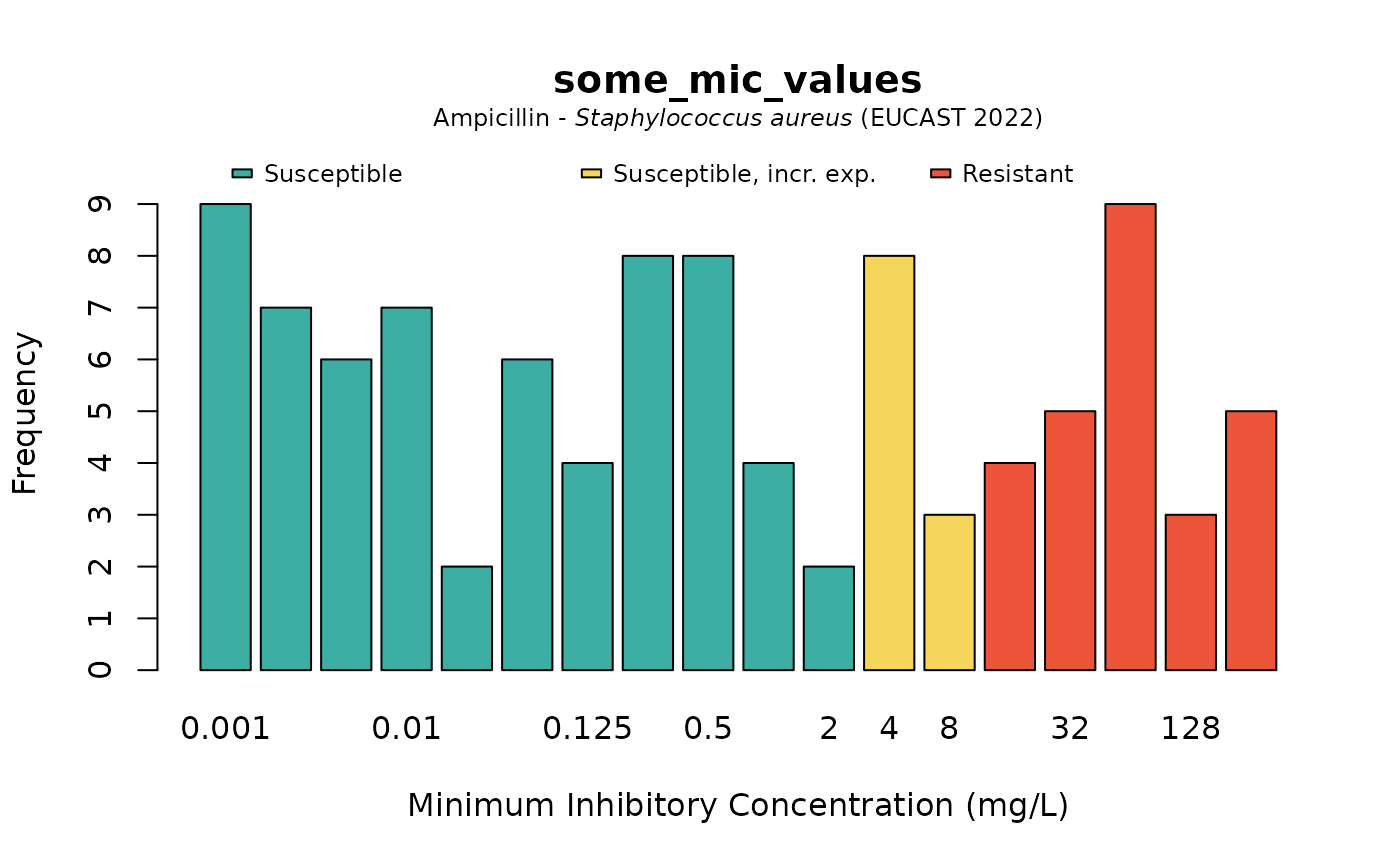 some_mic_values
Ampicillin - Staphylococcus aureus (EUCAST 2022)
Susceptible Susceptible, incr. exp. Resistant
9
8
7
6
5
4
3
2
1
0
Frequency
0.001 0.01 0.125 0.5 2 4 8 32 128
Minimum Inhibitory Concentration (mg/L)